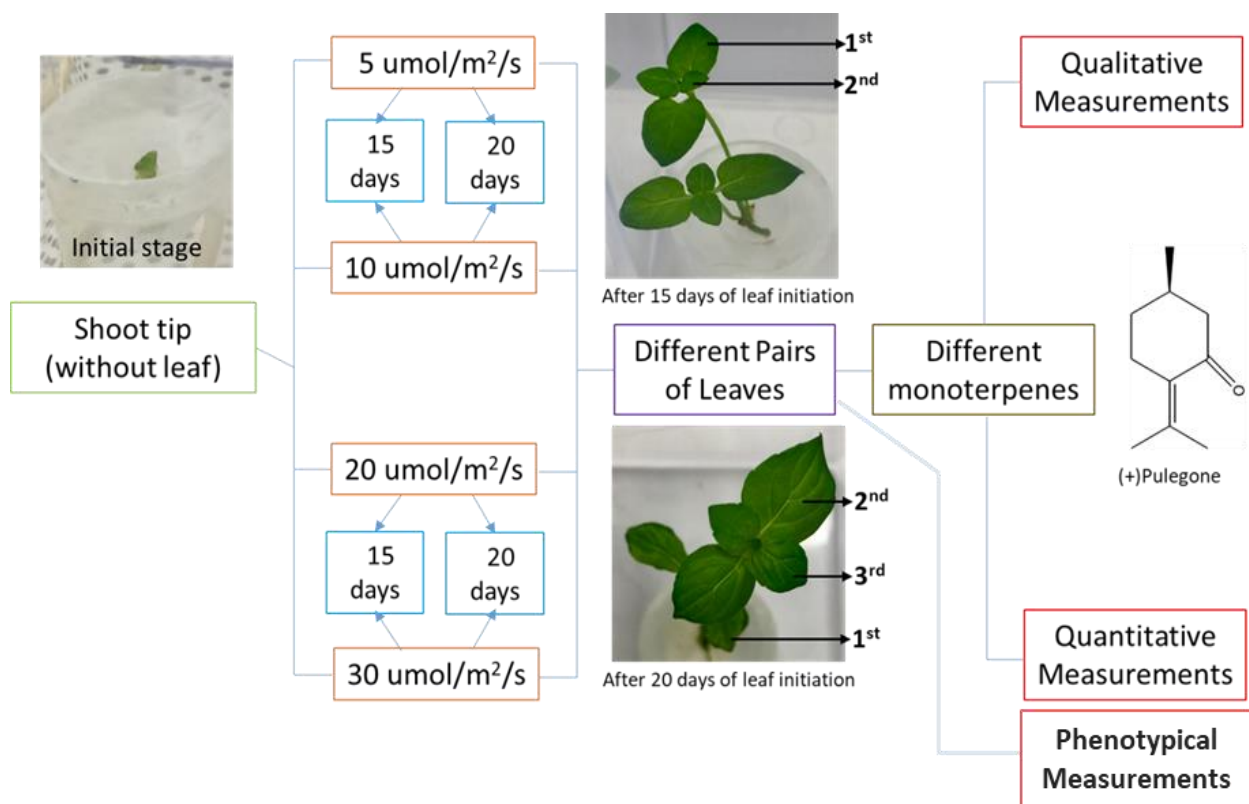 Initial stage
Shoot tip
(without leaf)
5 umol/m²/s
15
days
20
days
10 umol/m²/s
20 umol/m²/s
15
days
20
days
30 umol/m²/s
1st
2nd
After 15 days of leaf initiation
Different Pairs
of Leaves
2nd
3rd
1st
After 20 days of leaf initiation
Different
monoterpenes
Qualitative
Measurements
O
(+)Pulegone
Quantitative
Measurements
Phenotypical
Measurements